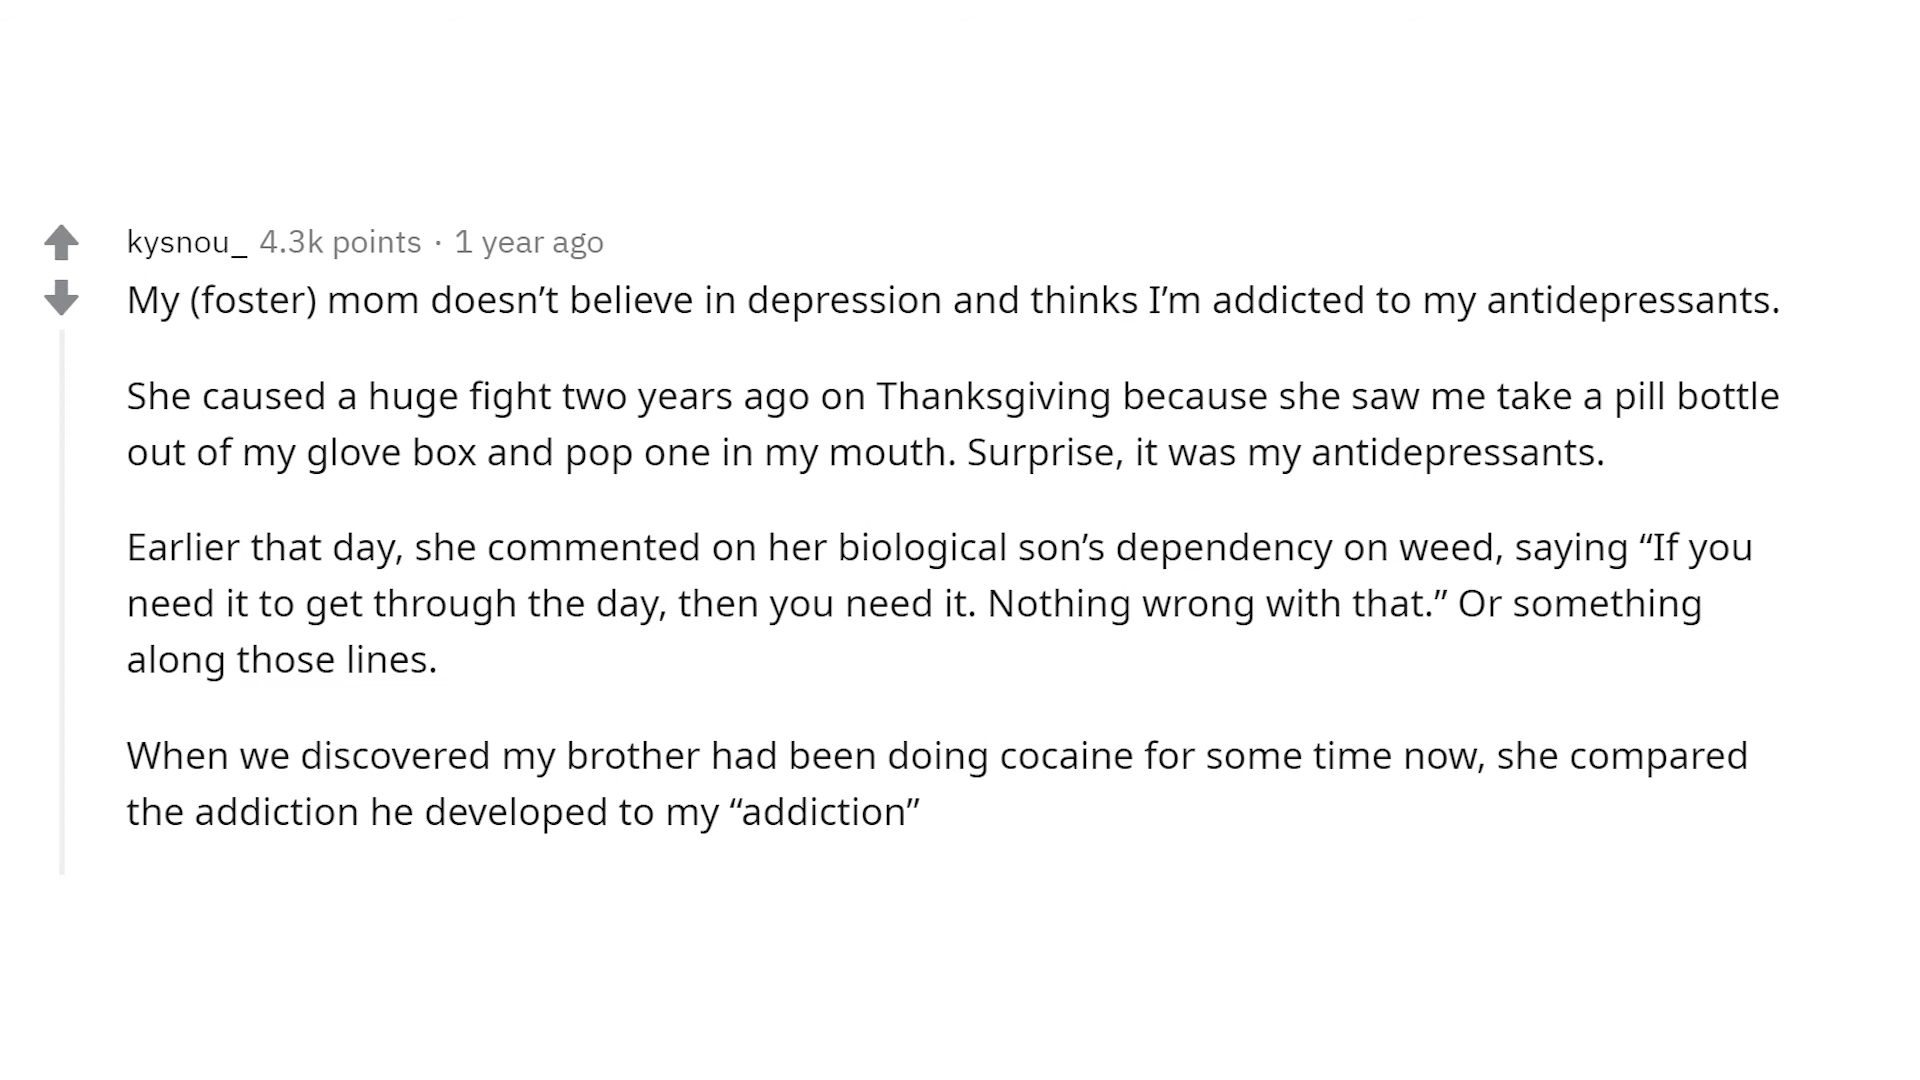 kysnou_ 4.3k points · 1 year ago
My (foster) mom doesn’t believe in depression and thinks I’m addicted to my antidepressants.
She caused a huge fight two years ago on Thanksgiving because she saw me take a pill bottle
out of my glove box and pop one in my mouth. Surprise, it was my antidepressants.
Earlier that day, she commented on her biological son’s dependency on weed, saying “If you
need it to get through the day, then you need it. Nothing wrong with that.” Or something
along those lines.
When we discovered my brother had been doing cocaine for some time now, she compared
the addiction he developed to my “addiction”